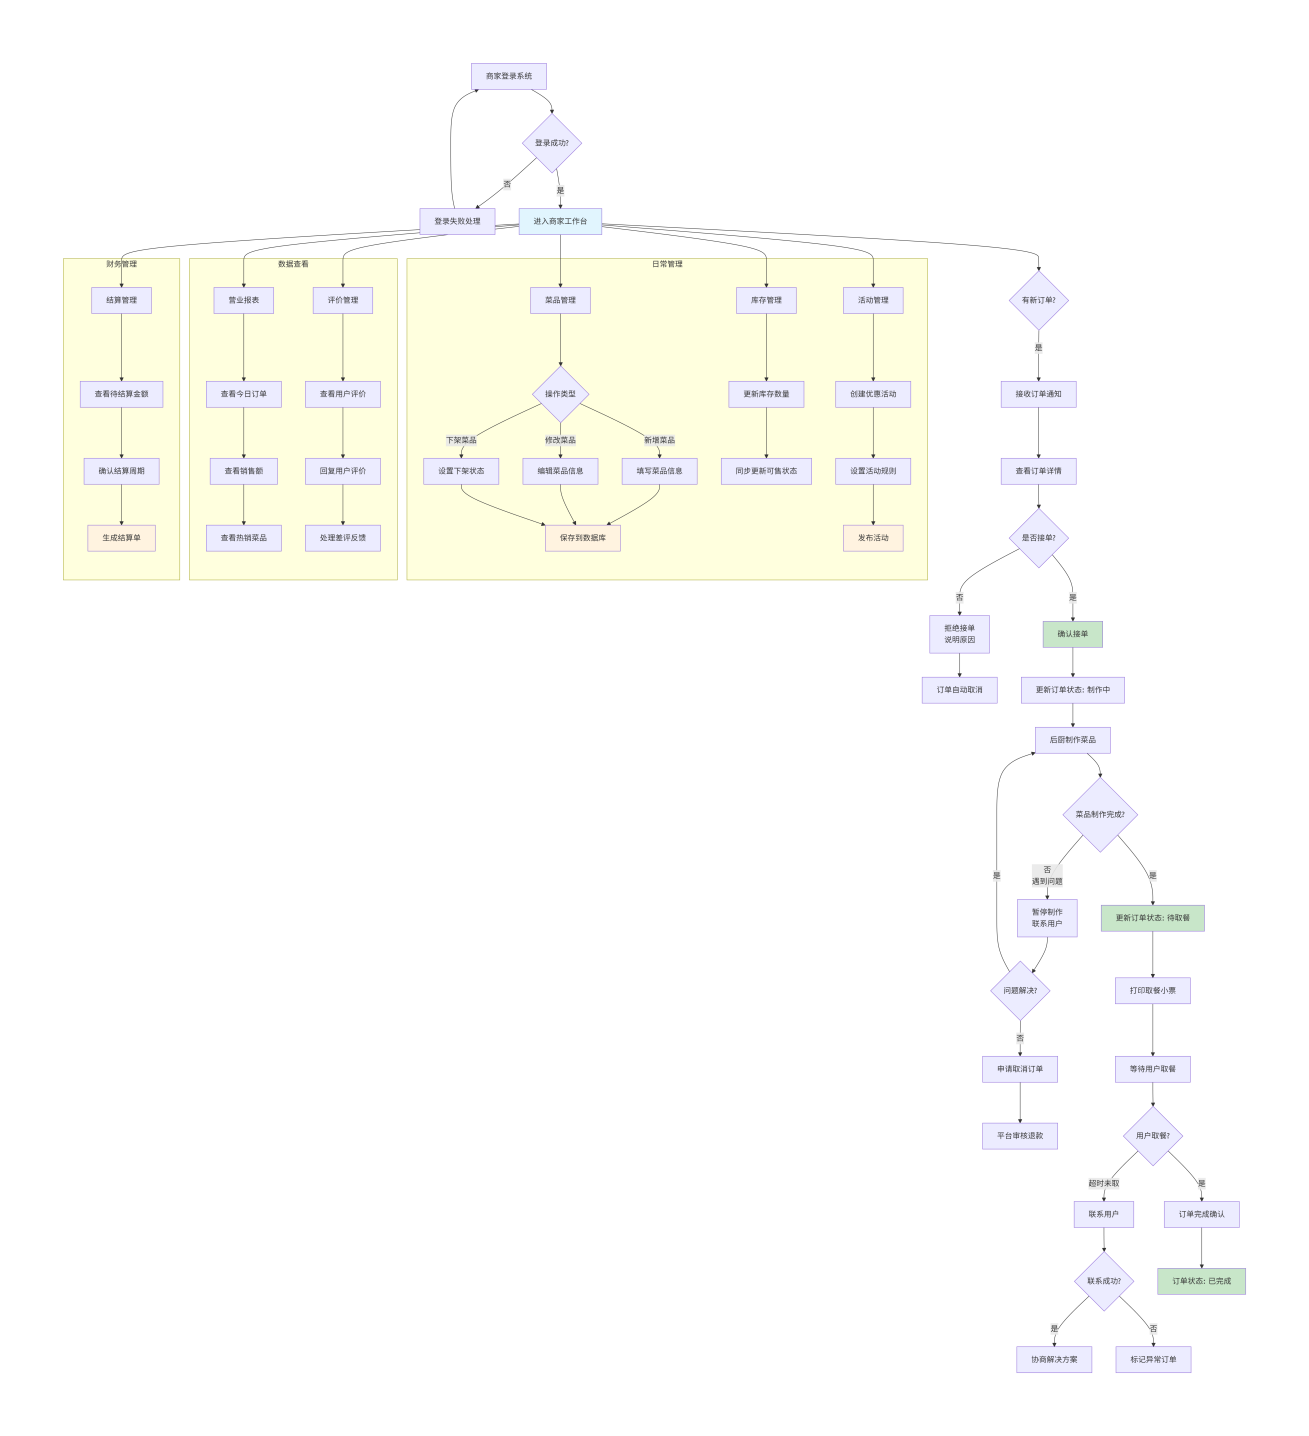 商家登录系统
登录成功?
否
是
登录失败处理
进入商家工作台
财务管理
数据查看
日常管理
结算管理
营业报表
评价管理
菜品管理
库存管理
活动管理
有新订单?
是
查看待结算金额
查看今日订单
查看用户评价
操作类型
更新库存数量
创建优惠活动
接收订单通知
下架菜品
修改菜品
新增菜品
确认结算周期
查看销售额
回复用户评价
设置下架状态
编辑菜品信息
填写菜品信息
同步更新可售状态
设置活动规则
查看订单详情
生成结算单
查看热销菜品
处理差评反馈
保存到数据库
发布活动
是否接单?
否
是
拒绝接单
说明原因
确认接单
订单自动取消
更新订单状态: 制作中
后厨制作菜品
菜品制作完成?
否
遇到问题
是
是
暂停制作
联系用户
更新订单状态: 待取餐
问题解决?
打印取餐小票
否
申请取消订单
等待用户取餐
平台审核退款
用户取餐?
超时未取
是
联系用户
订单完成确认
联系成功?
订单状态: 已完成
是
否
协商解决方案
标记异常订单